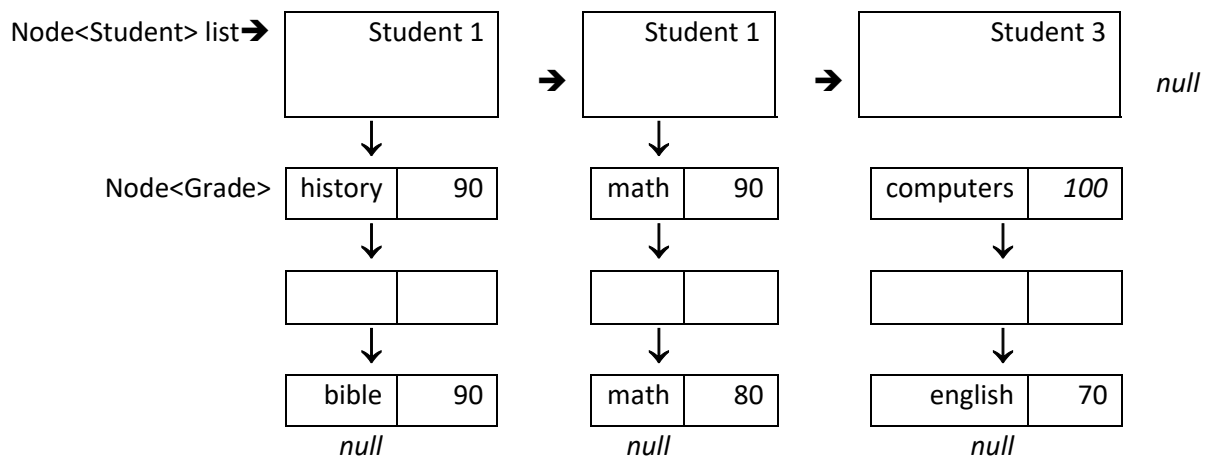 Node<Student> list➔ Student 1 Student 1 Student 3
➔ ➔ null
Node<Grade> history 90 math 90 computers 100
bible 90 math 80 english 70
null null null